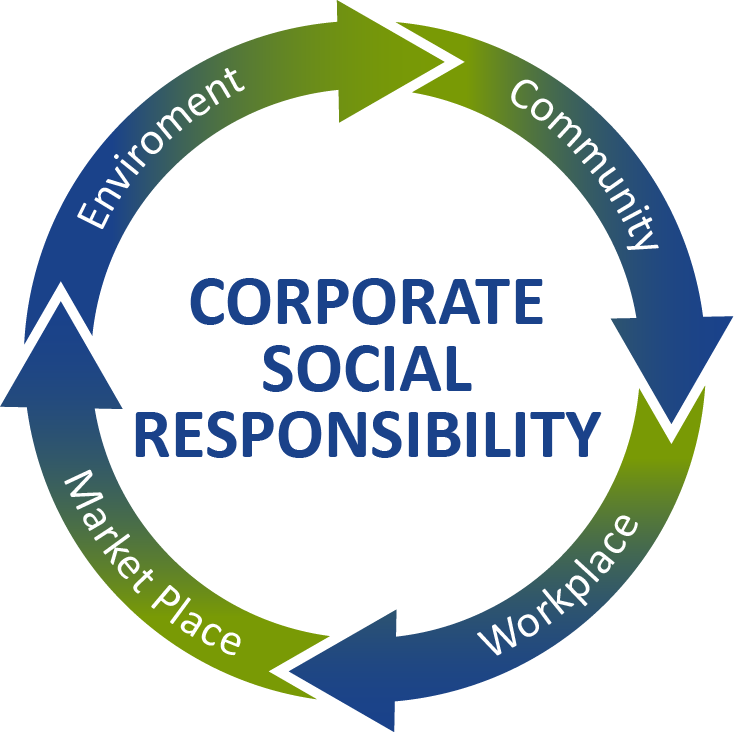 Enviroment
Community
CORPORATE
SOCIAL
RESPONSIBILITY
Market Place
Workplace